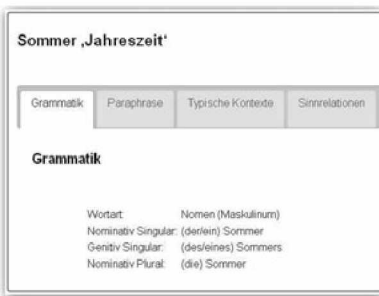 Sommer ‚Jahreszeit‘
Grammatik Paraphrase Typische Kontexte Sinnrelationen
Grammatik
Wortart: Nomen (Maskulinum)
Nominativ Singular: (der/ein) Sommer
Genitiv Singular: (des/eines) Sommers
Nominativ Plural: (die) Sommer